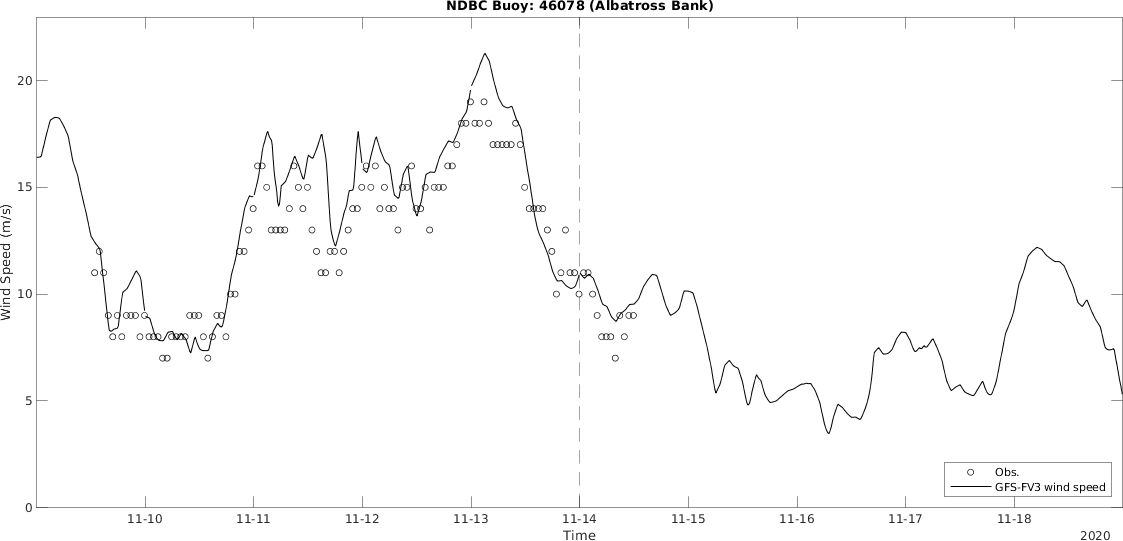 NDBC Buoy: 46078 (Albatross Bank)
Wind Speed (m/s)
20
15
10
5
0
11-10 11-11 11-12 11-13 11-14 11-15 11-16 11-17 11-18
Time
2020
Obs.
GFS-FV3 wind speed